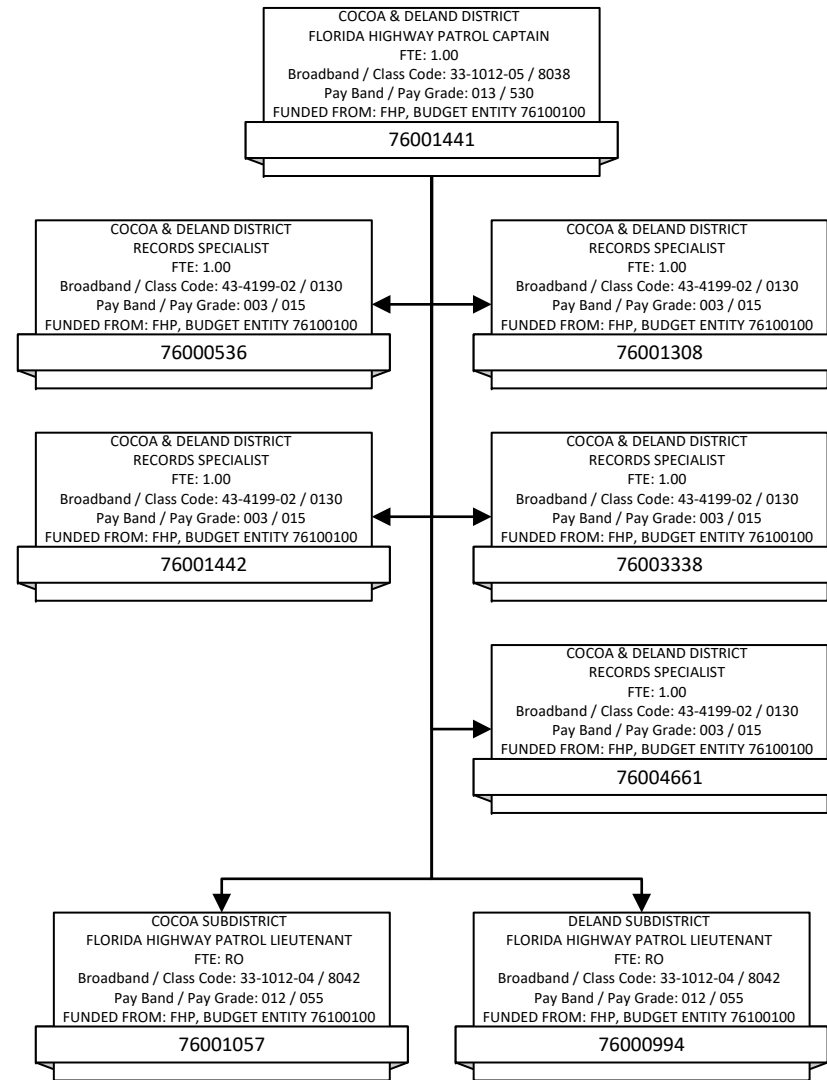 COCOA & DELAND DISTRICT
FLORIDA HIGHWAY PATROL CAPTAIN
FTE: 1.00
Broadband / Class Code: 33-1012-05 / 8038
Pay Band / Pay Grade: 013 / 530
FUNDED FROM: FHP, BUDGET ENTITY 76100100
76001441
COCOA & DELAND DISTRICT
RECORDS SPECIALIST
FTE: 1.00
Broadband / Class Code: 43-4199-02 / 0130
Pay Band / Pay Grade: 003 / 015
FUNDED FROM: FHP, BUDGET ENTITY 76100100
76000536
COCOA & DELAND DISTRICT
RECORDS SPECIALIST
FTE: 1.00
Broadband / Class Code: 43-4199-02 / 0130
Pay Band / Pay Grade: 003 / 015
FUNDED FROM: FHP, BUDGET ENTITY 76100100
76001308
COCOA & DELAND DISTRICT
RECORDS SPECIALIST
FTE: 1.00
Broadband / Class Code: 43-4199-02 / 0130
Pay Band / Pay Grade: 003 / 015
FUNDED FROM: FHP, BUDGET ENTITY 76100100
76001442
COCOA & DELAND DISTRICT
RECORDS SPECIALIST
FTE: 1.00
Broadband / Class Code: 43-4199-02 / 0130
Pay Band / Pay Grade: 003 / 015
FUNDED FROM: FHP, BUDGET ENTITY 76100100
76003338
COCOA & DELAND DISTRICT
RECORDS SPECIALIST
FTE: 1.00
Broadband / Class Code: 43-4199-02 / 0130
Pay Band / Pay Grade: 003 / 015
FUNDED FROM: FHP, BUDGET ENTITY 76100100
76004661
COCOA SUBDISTRICT
FLORIDA HIGHWAY PATROL LIEUTENANT
FTE: RO
Broadband / Class Code: 33-1012-04 / 8042
Pay Band / Pay Grade: 012 / 055
FUNDED FROM: FHP, BUDGET ENTITY 76100100
76001057
DELAND SUBDISTRICT
FLORIDA HIGHWAY PATROL LIEUTENANT
FTE: RO
Broadband / Class Code: 33-1012-04 / 8042
Pay Band / Pay Grade: 012 / 055
FUNDED FROM: FHP, BUDGET ENTITY 76100100
76000994